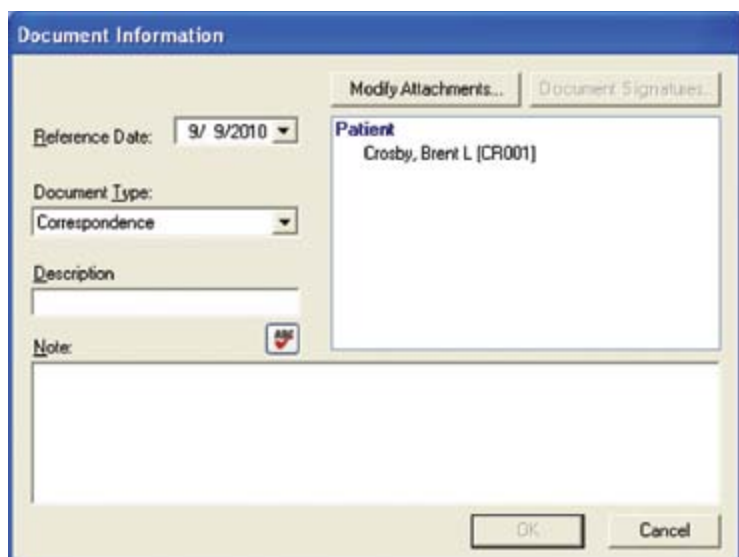 Document Information
Modify Attachments...
Document Signatures...
Reference Date:
9/ 9/2010
Patient
Crosby, Brent L [CR001]
Document Type:
Correspondence
Description
ABC
Note:
OK
Cancel